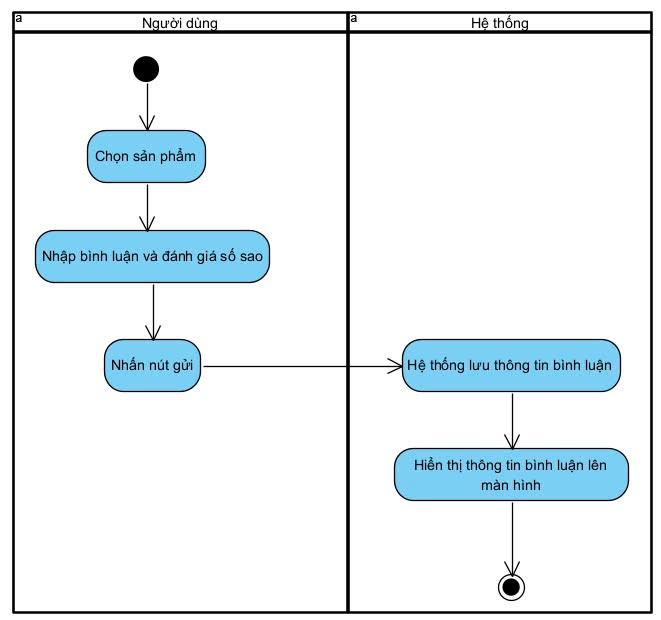 a
Người dùng
a
Hệ thống
Chọn sản phẩm
Nhập bình luận và đánh giá số sao
Nhấn nút gửi
Hệ thống lưu thông tin bình luận
Hiển thị thông tin bình luận lên
màn hình